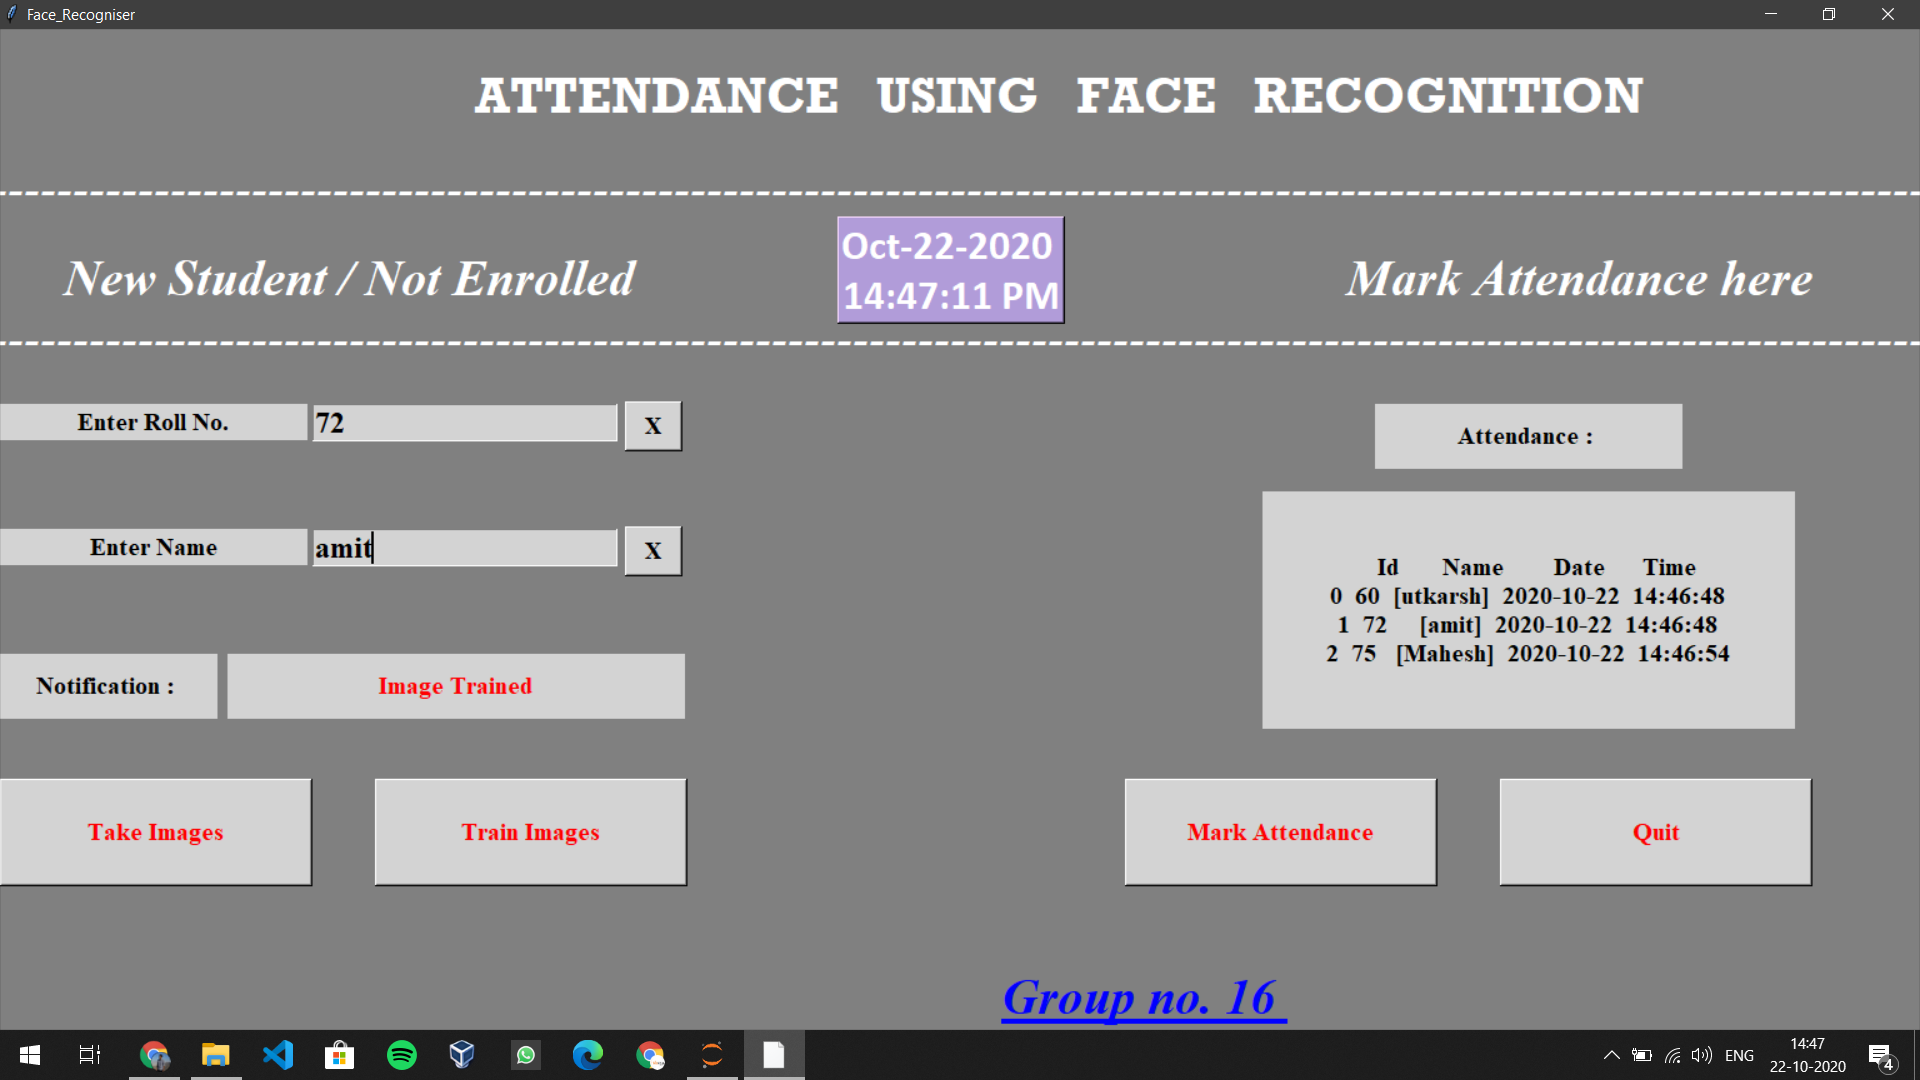 Face_Recogniser
ATTENDANCE USING FACE RECOGNITION
New Student / Not Enrolled
Oct-22-2020
14:47:11 PM
Mark Attendance here
Enter Roll No.
72
X
Enter Name
amit
X
Notification :
Image Trained
Take Images
Train Images
Attendance :
Id Name Date Time
0 60 [utkarsh] 2020-10-22 14:46:48
1 72 [amit] 2020-10-22 14:46:48
2 75 [Mahesh] 2020-10-22 14:46:54
Mark Attendance
Quit
Group no. 16
ENG
14:47
22-10-2020
4